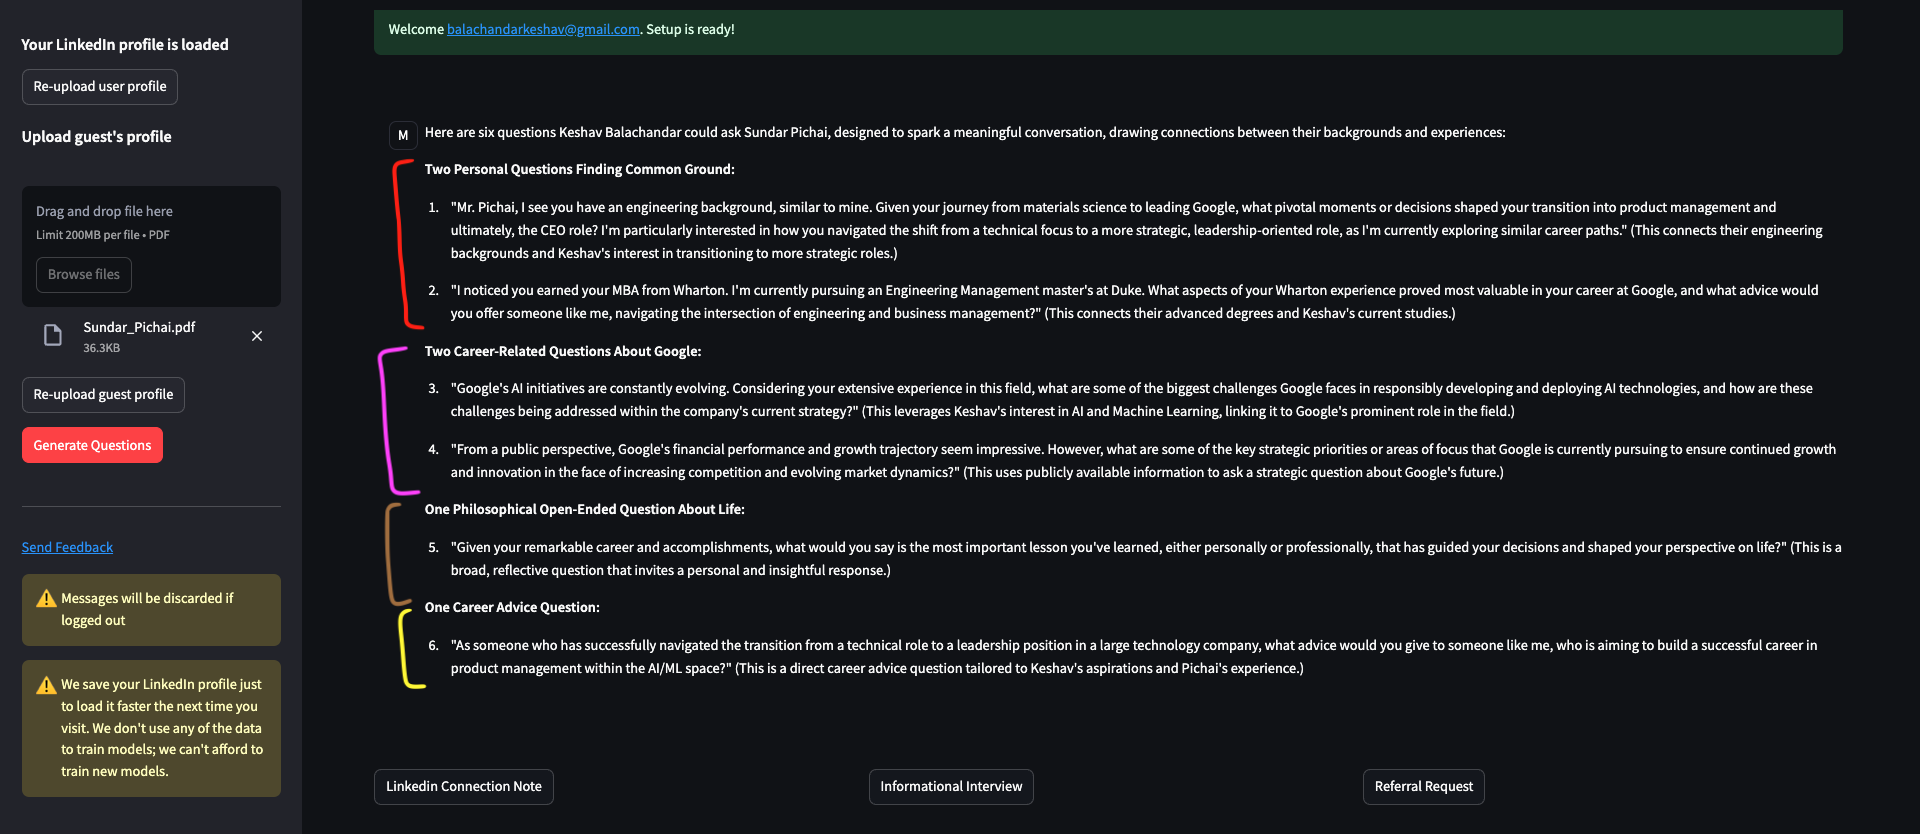 Your LinkedIn profile is loaded
Re-upload user profile
Upload guest's profile
Drag and drop file here
Limit 200MB per file • PDF
Browse files
Sundar_Pichai.pdf
36.3KB
Re-upload guest profile
Generate Questions
Send Feedback
Messages will be discarded if
logged out
We save your LinkedIn profile just
to load it faster the next time you
visit. We don't use any of the data
to train models; we can't afford to
train new models.
Welcome balachandarkeshav@gmail.com. Setup is ready!
M
Here are six questions Keshav Balachandar could ask Sundar Pichai, designed to spark a meaningful conversation, drawing connections between their backgrounds and experiences:
Two Personal Questions Finding Common Ground:
1. "Mr. Pichai, I see you have an engineering background, similar to mine. Given your journey from materials science to leading Google, what pivotal moments or decisions shaped your transition into product management and
ultimately, the CEO role? I'm particularly interested in how you navigated the shift from a technical focus to a more strategic, leadership-oriented role, as I'm currently exploring similar career paths." (This connects their engineering
backgrounds and Keshav's interest in transitioning to more strategic roles.)
2. "I noticed you earned your MBA from Wharton. I'm currently pursuing an Engineering Management master's at Duke. What aspects of your Wharton experience proved most valuable in your career at Google, and what advice would
you offer someone like me, navigating the intersection of engineering and business management?" (This connects their advanced degrees and Keshav's current studies.)
Two Career-Related Questions About Google:
3. "Google's AI initiatives are constantly evolving. Considering your extensive experience in this field, what are some of the biggest challenges Google faces in responsibly developing and deploying AI technologies, and how are these
challenges being addressed within the company's current strategy?" (This leverages Keshav's interest in AI and Machine Learning, linking it to Google's prominent role in the field.)
4. "From a public perspective, Google's financial performance and growth trajectory seem impressive. However, what are some of the key strategic priorities or areas of focus that Google is currently pursuing to ensure continued growth
and innovation in the face of increasing competition and evolving market dynamics?" (This uses publicly available information to ask a strategic question about Google's future.)
One Philosophical Open-Ended Question About Life:
5. "Given your remarkable career and accomplishments, what would you say is the most important lesson you've learned, either personally or professionally, that has guided your decisions and shaped your perspective on life?" (This is a
broad, reflective question that invites a personal and insightful response.)
One Career Advice Question:
6. "As someone who has successfully navigated the transition from a technical role to a leadership position in a large technology company, what advice would you give to someone like me, who is aiming to build a successful career in
product management within the AI/ML space?" (This is a direct career advice question tailored to Keshav's aspirations and Pichai's experience.)
Linkedin Connection Note
Informational Interview
Referral Request